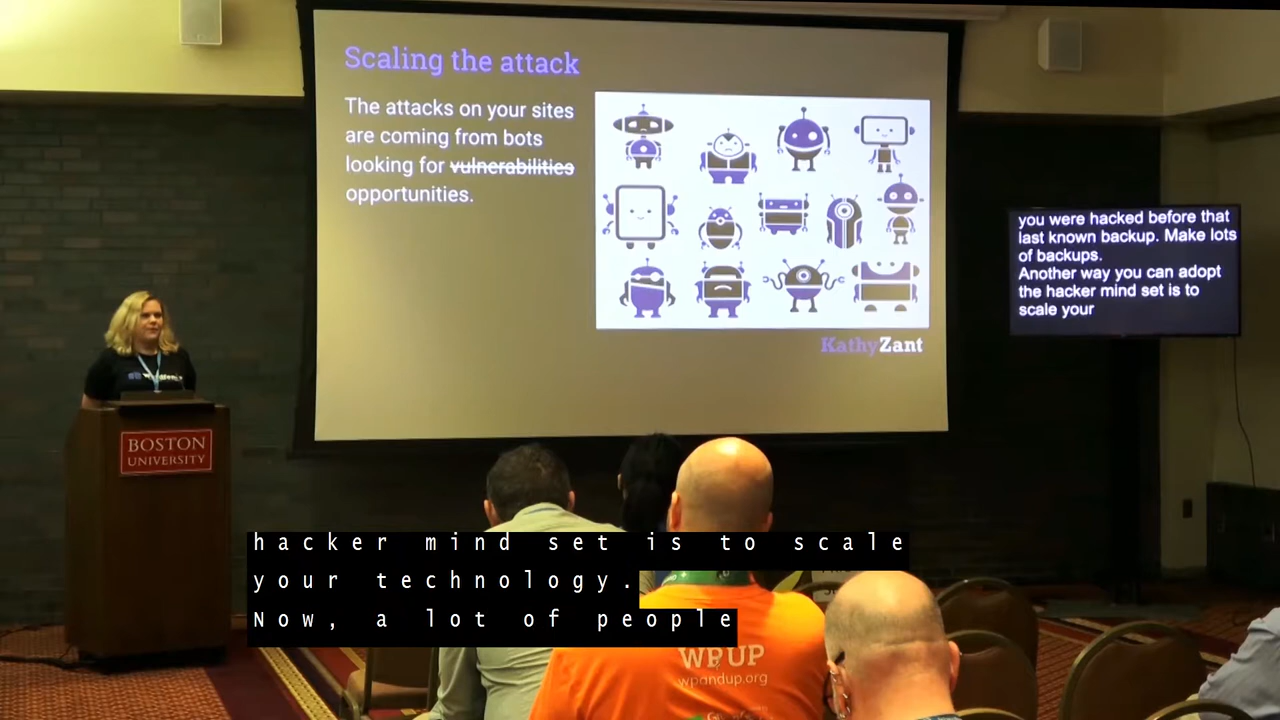 Scaling the attack
The attacks on your sites
are coming from bots
looking for vulnerabilities
opportunities.
KathyZant
you were hacked before that
last known backup. Make lots
of backups.
Another way you can adopt
the hacker mind set is to
scale your
BOSTON
UNIVERSITY
hacker mind set is to scale
your technology.
Now, a lot of people
WP UP
wpandup.org